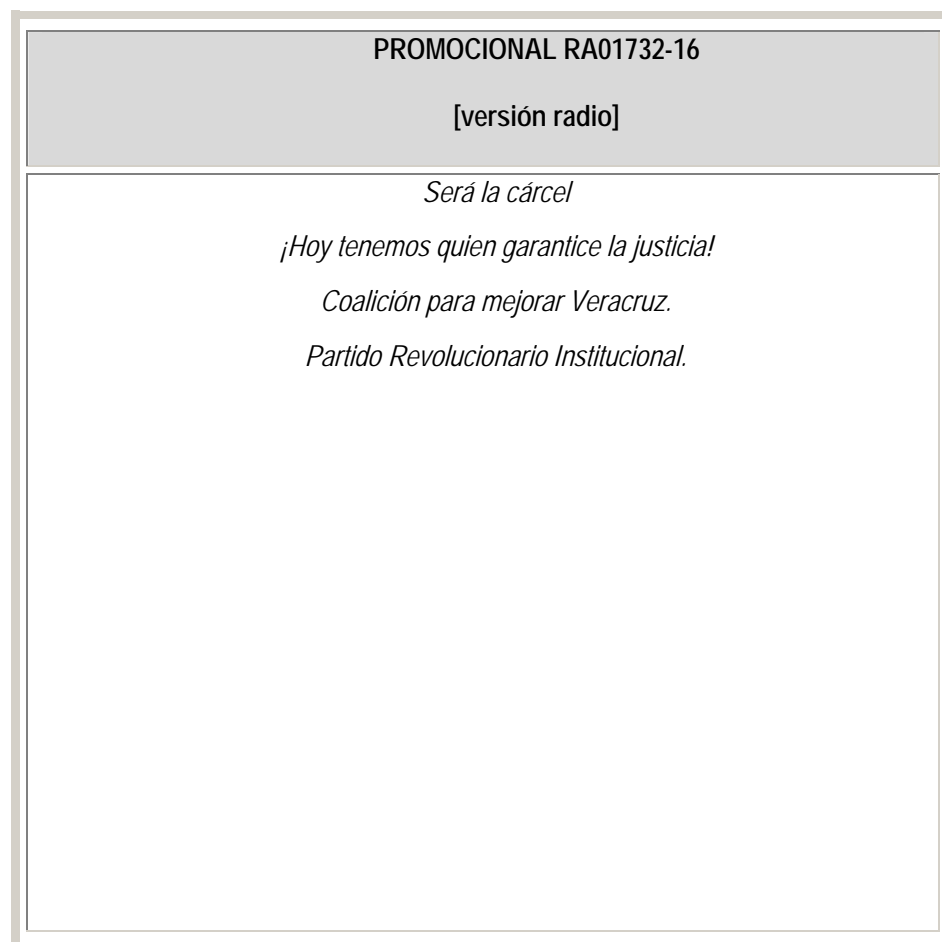 PROMOCIONAL RA01732-16
[versión radio]
Será la cárcel
¡Hoy tenemos quien garantice la justicia!
Coalición para mejorar Veracruz.
Partido Revolucionario Institucional.